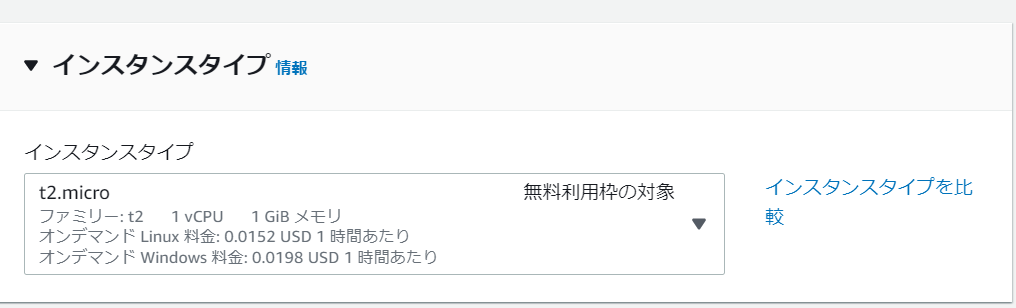 ▼ インスタンスタイプ 情報
インスタンスタイプ
t2.micro 無料利用枠の対象
ファミリー: t2 1 vCPU 1 GiB メモリ
オンデマンド Linux 料金: 0.0152 USD 1 時間あたり
オンデマンド Windows 料金: 0.0198 USD 1 時間あたり
インスタンスタイプを比
較